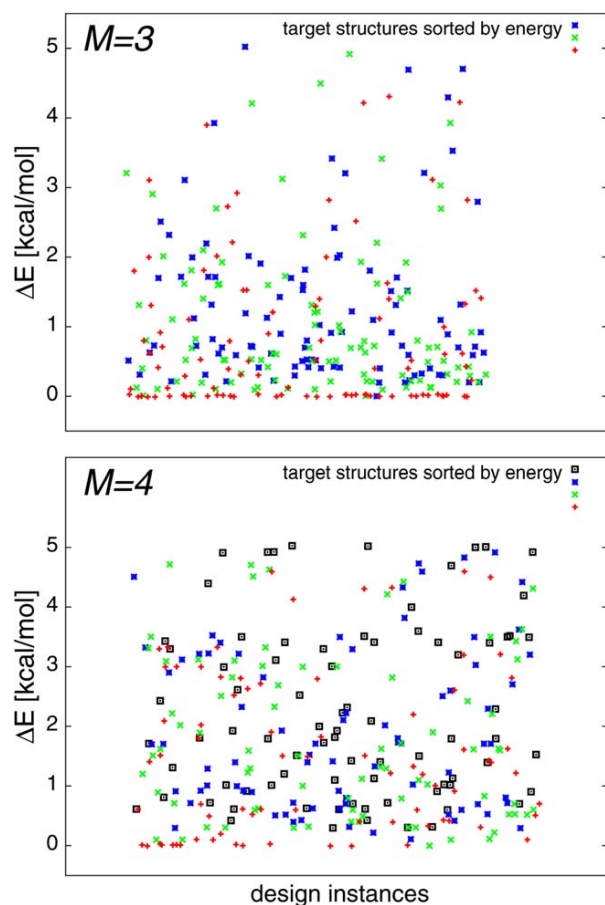 M=3
target structures sorted by energy
5
4
3
2
1
0
ΔE [kcal/mol]
M=4
target structures sorted by energy
5
4
3
2
1
0
ΔE [kcal/mol]
design instances